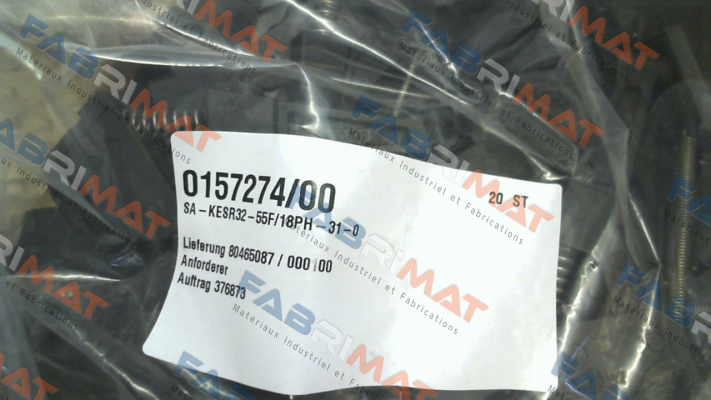 0157274/00
20 ST
SA-KESR32-55F/18PH-31-0
Lieferung 80465087 / 000100
Anforderer
Auftrag 376873
FABRIMAT
Matériaux Industriel et Fabrications